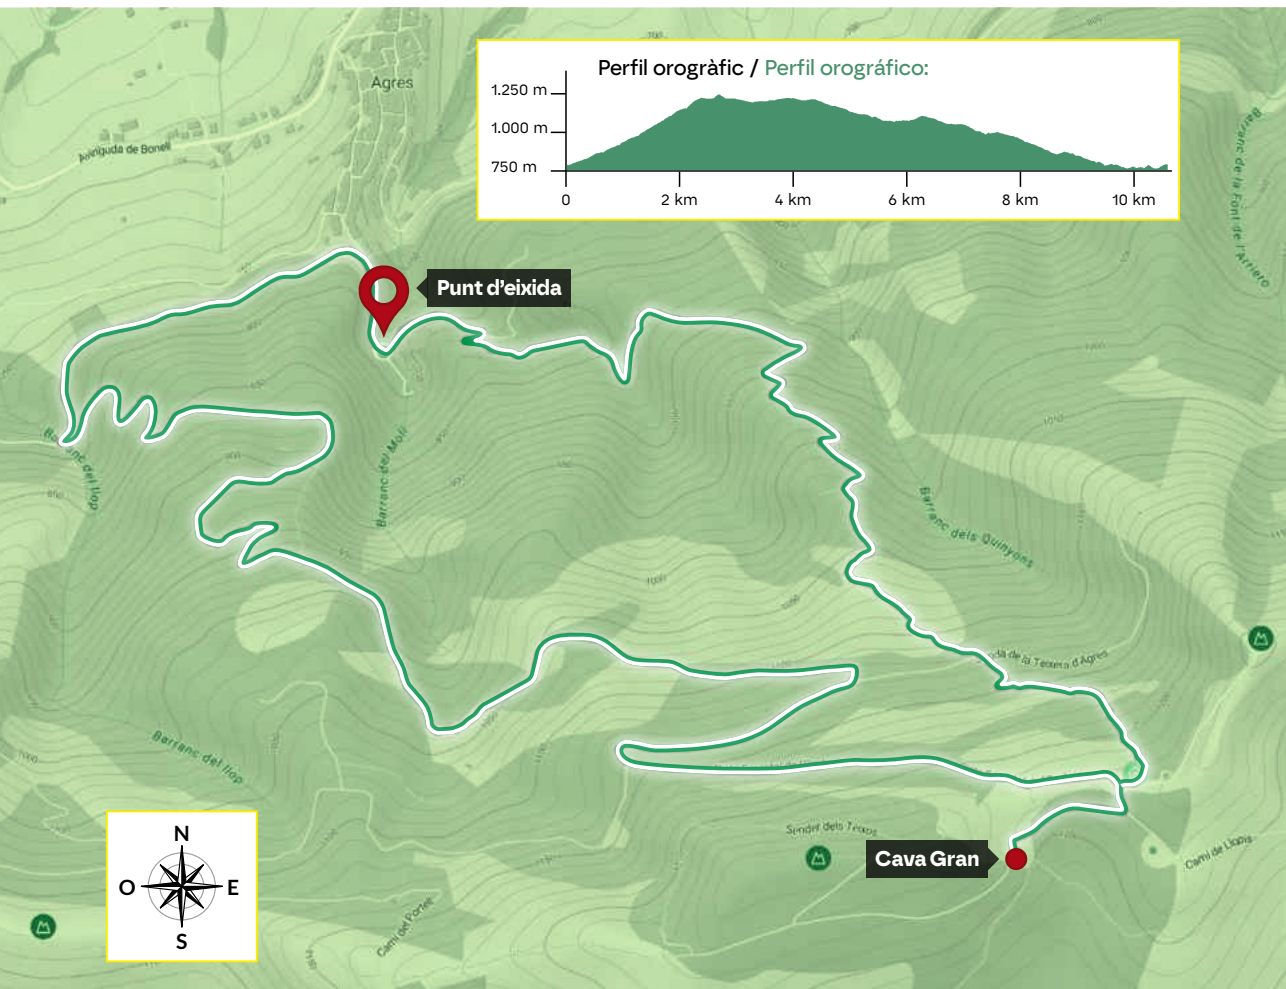 Agres
Avinguda de Bonell
Perfil orogràfic / Perfil orográfico:
1.250 m
1.000 m
750 m
0
2 km
4 km
6 km
8 km
10 km
Barranc de la Font de l'Arriero
Punt d'eixida
Barranc del llop
Barranc del Molí
Barranc dels Quinyons
de la Teixera d'Agres
Barranc del llop
Sender dels Teixos
Cava Gran
Camí de Llopis
Camí del Portet
N
O
E
S